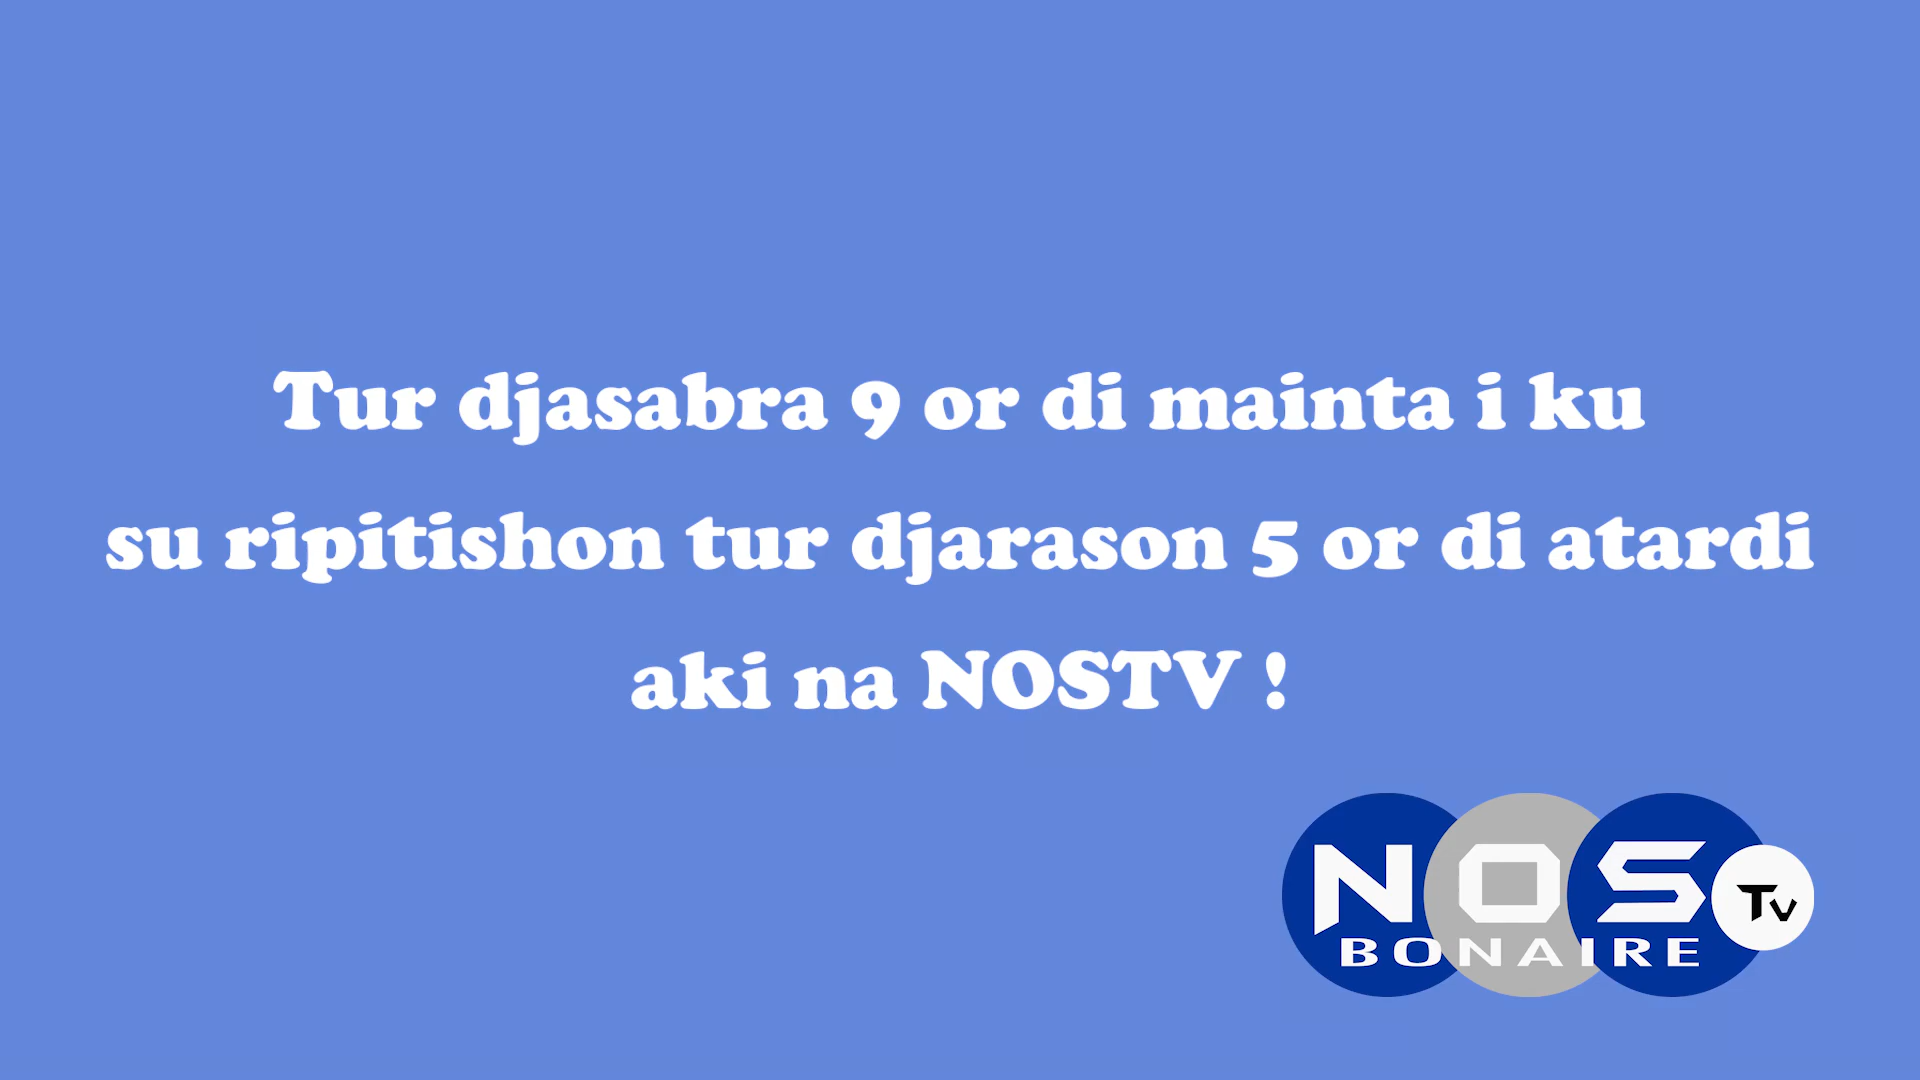 Tur djasabra 9 or di mainta i ku
su ripitishon tur djarason 5 or di atardi
aki na NOSTV !
NOS Tv
BONAIRE